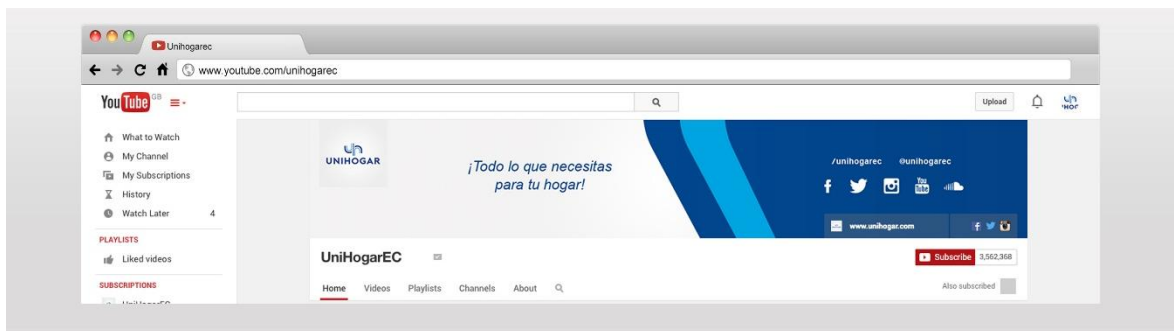 Unihogarec
www.youtube.com/unihogarec
YouTube GB
Upload
What to Watch
My Channel
My Subscriptions
History
Watch Later 4
PLAYLISTS
Liked videos
SUBSCRIPTIONS
UniHogarEC
UNIHOGAR
¡Todo lo que necesitas
para tu hogar!
/unihogarec @unihogarec
You Tube
www.unihogar.com
UniHogarEC
Subscribe 3,562,368
Home Videos Playlists Channels About
Also subscribed